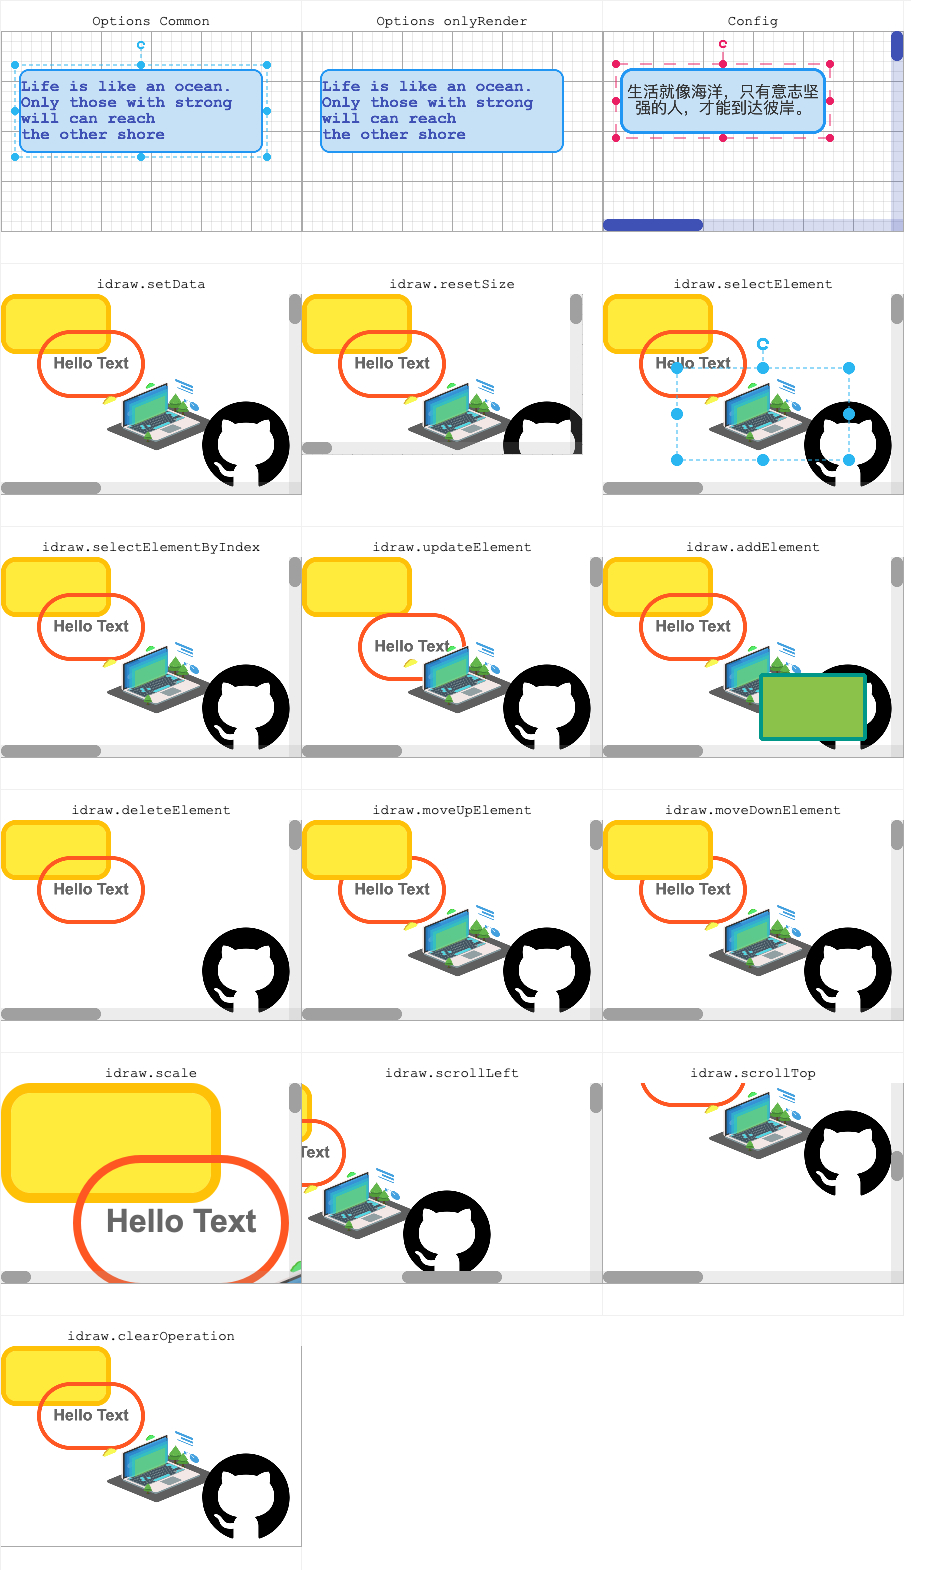 Options Common
Life is like an ocean.
Only those with strong
will can reach
the other shore
Options onlyRender
Life is like an ocean.
Only those with strong
will can reach
the other shore
Config
生活就像海洋，只有意志坚
强的人，才能到达彼岸。
idraw.setData
Hello Text
idraw.resetSize
Hello Text
idraw.selectElement
Hello Text
idraw.selectElementByIndex
Hello Text
idraw.updateElement
Hello Text
idraw.addElement
Hello Text
idraw.deleteElement
Hello Text
idraw.moveUpElement
Hello Text
idraw.moveDownElement
Hello Text
idraw.scale
Hello Text
idraw.scrollLeft
Text
idraw.scrollTop
idraw.clearOperation
Hello Text